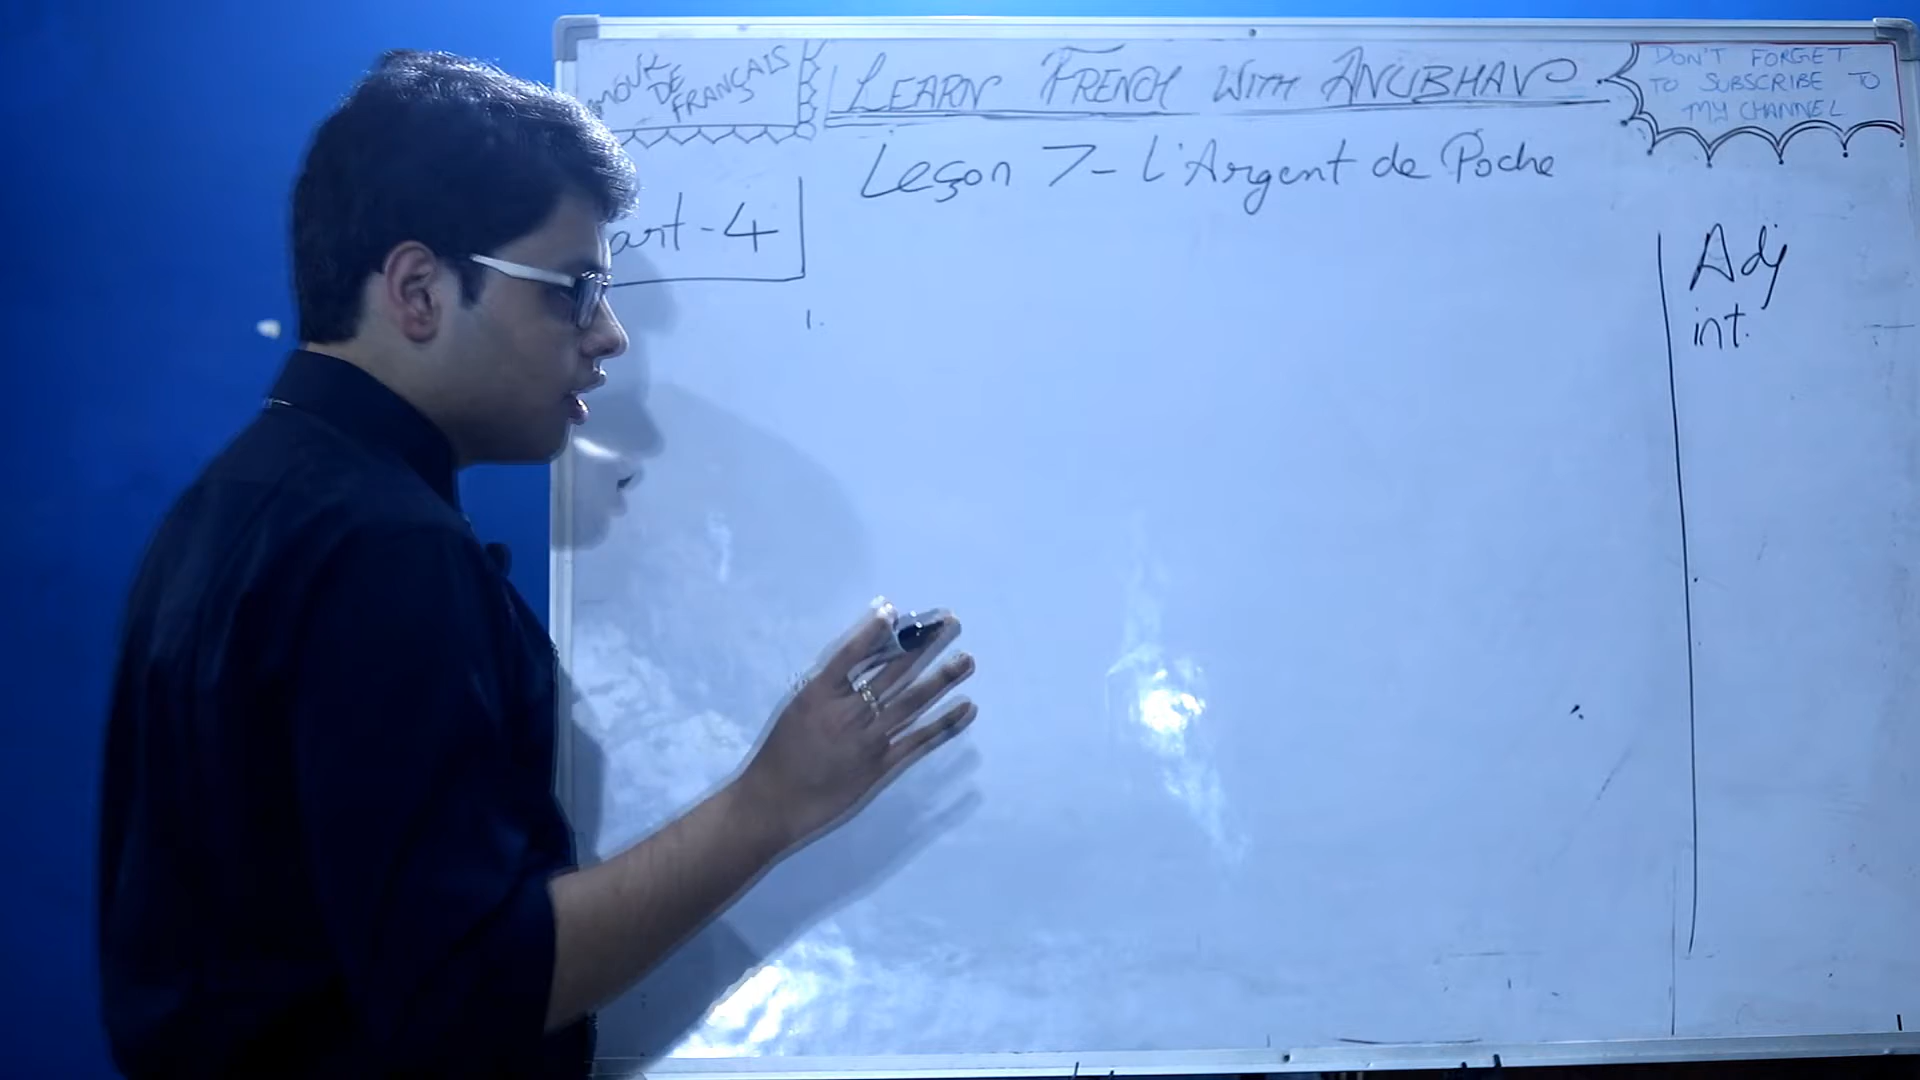 DE
FRANÇAIS
LEARN FRENCH WITH ANUBHAV
DON'T FORGET
TO SUBSCRIBE TO
MY CHANNEL
Leçon 7- L'Argent de Poche
art-4
1.
Adj
int.